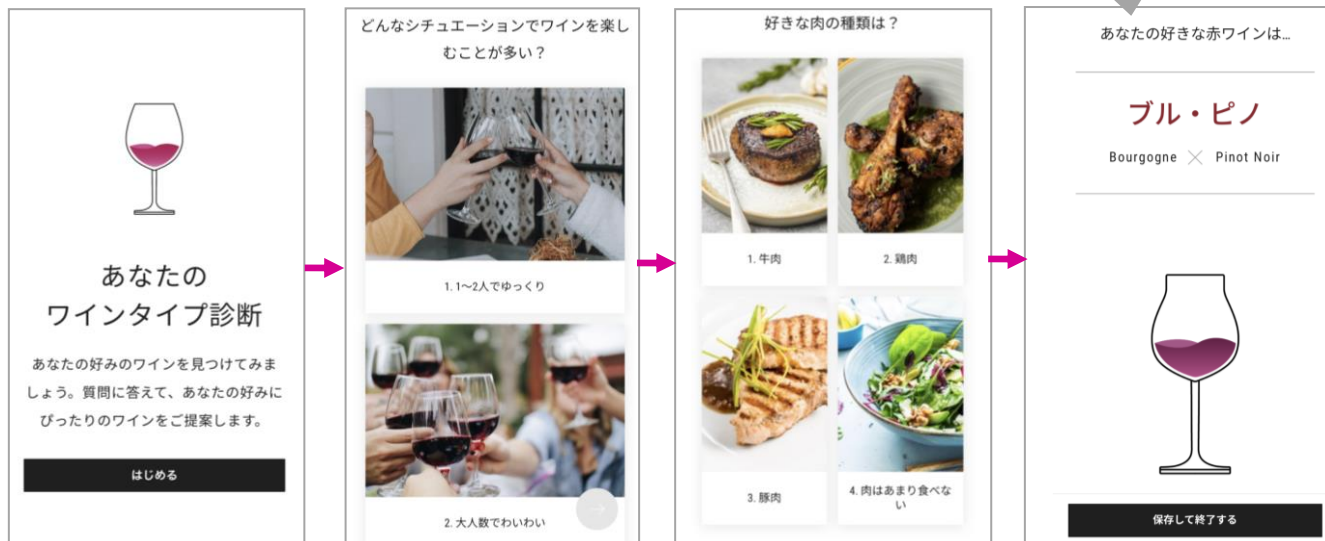 あなたの
ワインタイプ診断
あなたの好みのワインを見つけてみま
しょう。質問に答えて、あなたの好みに
ぴったりのワインをご提案します。
はじめる
どんなシチュエーションでワインを楽し
むことが多い？
1. 1〜2人でゆっくり
2. 大人数でわいわい
好きな肉の種類は？
1. 牛肉
2. 鶏肉
3. 豚肉
4. 肉はあまり食べな
い
あなたの好きな赤ワインは…
ブル・ピノ
Bourgogne × Pinot Noir
保存して終了する